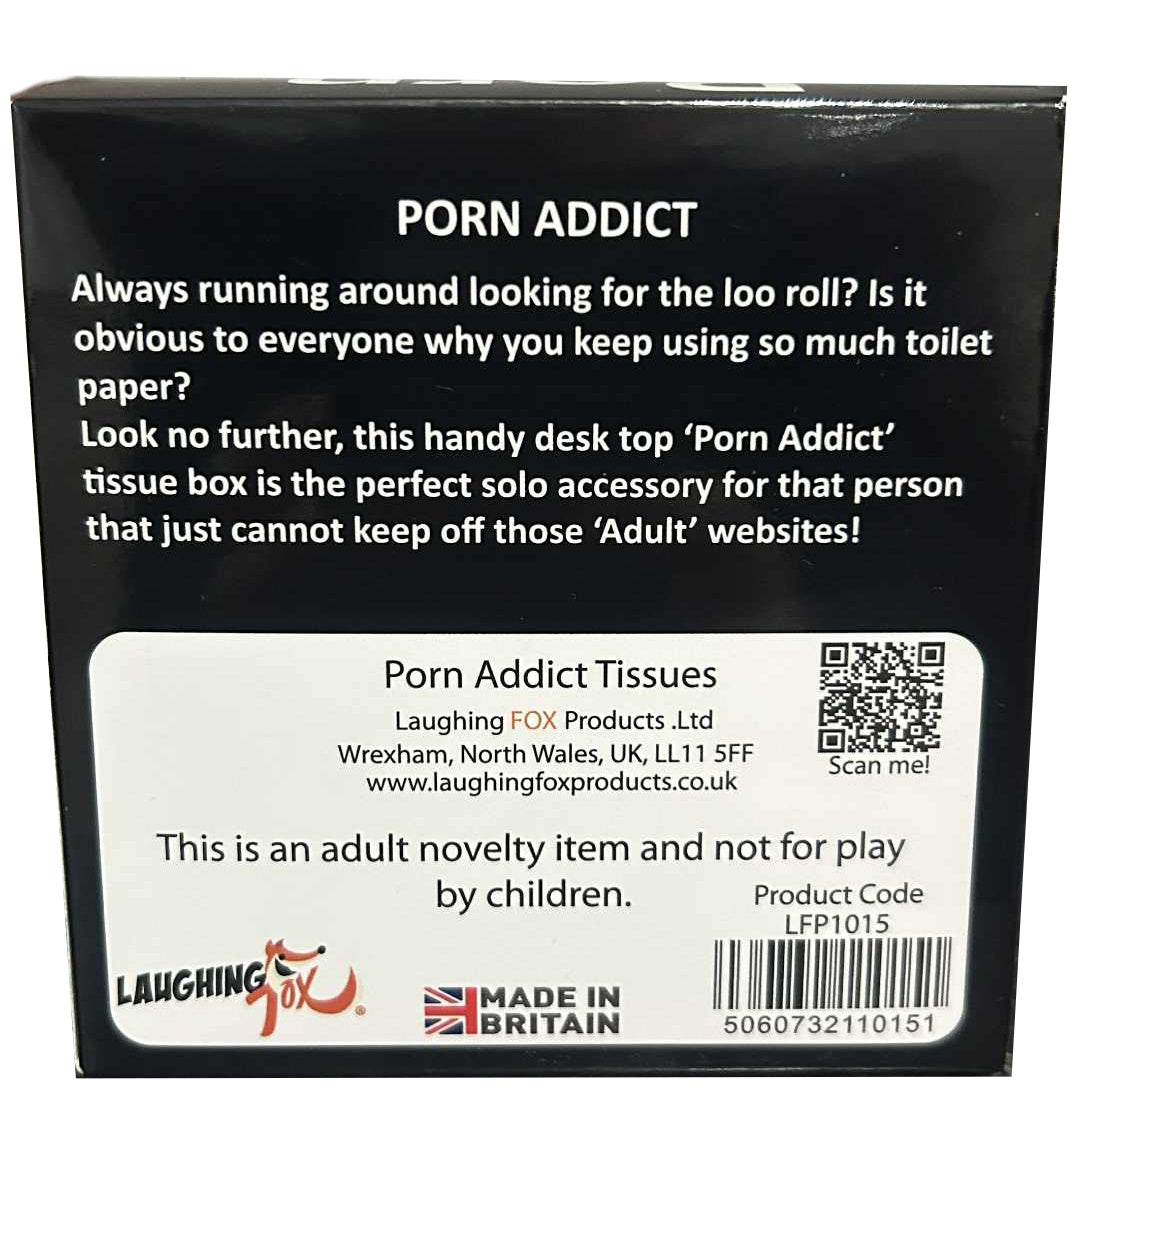 PORN ADDICT
Always running around looking for the loo roll? Is it
obvious to everyone why you keep using so much toilet
paper?
Look no further, this handy desk top ‘Porn Addict’
tissue box is the perfect solo accessory for that person
that just cannot keep off those ‘Adult’ websites!
Porn Addict Tissues
Laughing FOX Products .Ltd
Wrexham, North Wales, UK, LL11 5FF
www.laughingfoxproducts.co.uk
Scan me!
This is an adult novelty item and not for play
by children.
Product Code
LFP1015
LAUGHING
FOX
®
MADE IN
BRITAIN
5060732110151